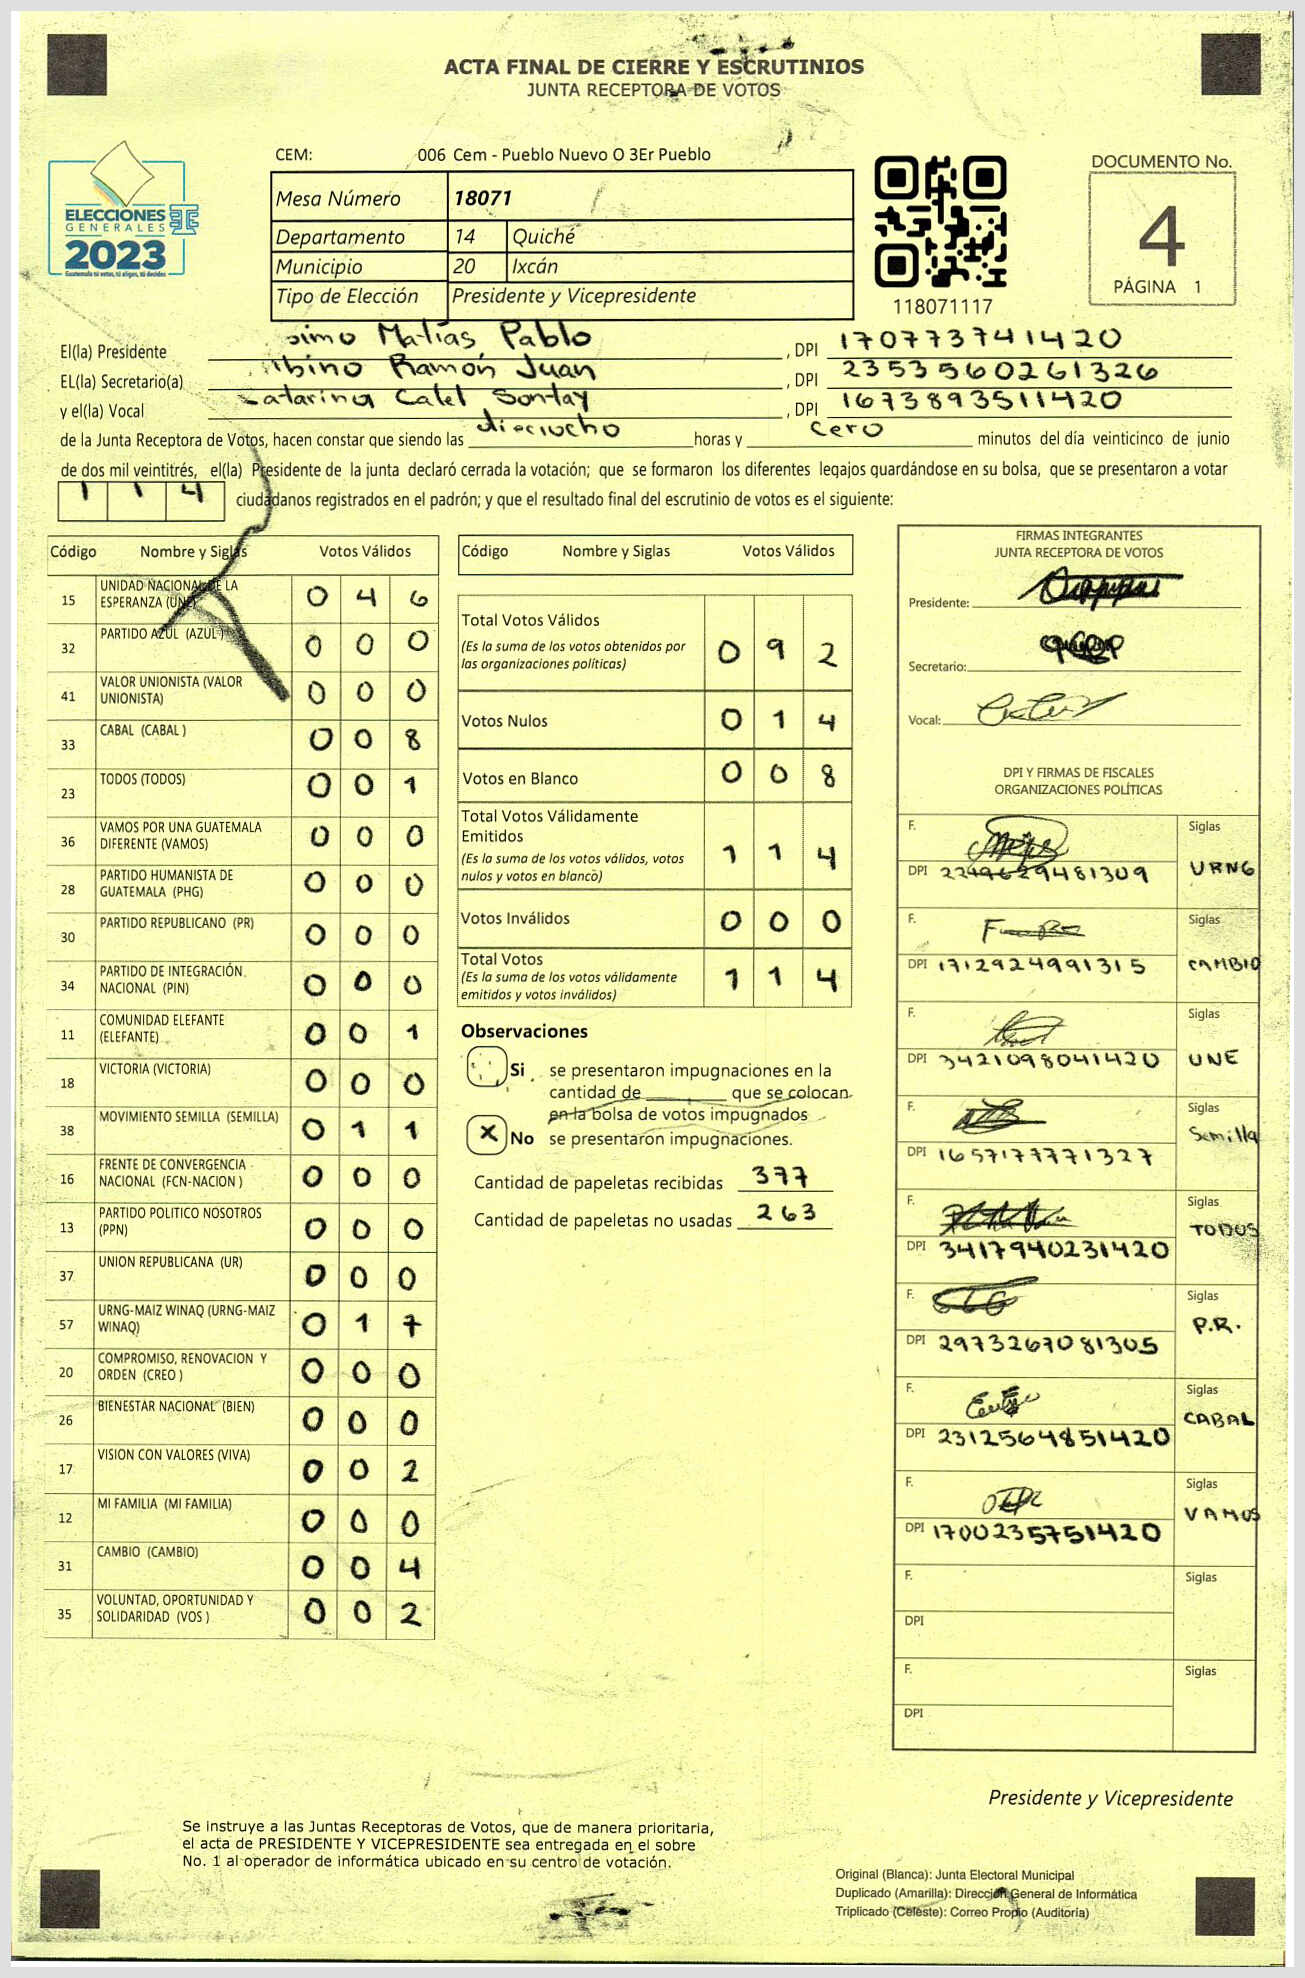 ACTA FINAL DE CIERRE Y ESCRUTINIOS
JUNTA RECEPTORA DE VOTOS
ELECCIONES
GENERALES
2023
Guatemala tú votas, tú eliges, tú decides
CEM: 006 Cem - Pueblo Nuevo O 3Er Pueblo
Mesa Número 18071
Departamento 14 Quiché
Municipio 20 Ixcán
Tipo de Elección Presidente y Vicepresidente
118071117
DOCUMENTO No.
4
PÁGINA 1
El(la) Presidente Matías Pablo , DPI 1707737411420
EL(la) Secretario(a) Ramón Juan , DPI 2353560261326
y el(la) Vocal Catarina Calel Sontay , DPI 1673893511420
de la Junta Receptora de Votos, hacen constar que siendo las dieciocho horas y cero minutos del día veinticinco de junio
de dos mil veintitrés, el(la) Presidente de la junta declaró cerrada la votación; que se formaron los diferentes legajos guardándose en su bolsa, que se presentaron a votar
1 1 4 ciudadanos registrados en el padrón; y que el resultado final del escrutinio de votos es el siguiente:
Código Nombre y Siglas Votos Válidos
15 UNIDAD NACIONAL DE LA ESPERANZA (UNE) 0 4 6
32 PARTIDO AZUL (AZUL) 0 0 0
41 VALOR UNIONISTA (VALOR UNIONISTA) 0 0 0
33 CABAL (CABAL ) 0 0 8
23 TODOS (TODOS) 0 0 1
36 VAMOS POR UNA GUATEMALA DIFERENTE (VAMOS) 0 0 0
28 PARTIDO HUMANISTA DE GUATEMALA (PHG) 0 0 0
30 PARTIDO REPUBLICANO (PR) 0 0 0
34 PARTIDO DE INTEGRACIÓN NACIONAL (PIN) 0 0 0
11 COMUNIDAD ELEFANTE (ELEFANTE) 0 0 1
18 VICTORIA (VICTORIA) 0 0 0
38 MOVIMIENTO SEMILLA (SEMILLA) 0 1 1
16 FRENTE DE CONVERGENCIA NACIONAL (FCN-NACION ) 0 0 0
13 PARTIDO POLITICO NOSOTROS (PPN) 0 0 0
37 UNION REPUBLICANA (UR) 0 0 0
57 URNG-MAIZ WINAQ (URNG-MAIZ WINAQ) 0 1 7
20 COMPROMISO, RENOVACION Y ORDEN (CREO ) 0 0 0
26 BIENESTAR NACIONAL (BIEN) 0 0 0
17 VISION CON VALORES (VIVA) 0 0 2
12 MI FAMILIA (MI FAMILIA) 0 0 0
31 CAMBIO (CAMBIO) 0 0 4
35 VOLUNTAD, OPORTUNIDAD Y SOLIDARIDAD (VOS ) 0 0 2
Código Nombre y Siglas Votos Válidos
Total Votos Válidos
(Es la suma de los votos obtenidos por
las organizaciones políticas) 0 9 2
Votos Nulos 0 1 4
Votos en Blanco 0 0 8
Total Votos Válidamente
Emitidos
(Es la suma de los votos válidos, votos
nulos y votos en blanco) 1 1 4
Votos Inválidos 0 0 0
Total Votos
(Es la suma de los votos válidamente
emitidos y votos inválidos) 1 1 4
Observaciones
Si se presentaron impugnaciones en la
cantidad de que se colocan
en la bolsa de votos impugnados
X No se presentaron impugnaciones.
Cantidad de papeletas recibidas 377
Cantidad de papeletas no usadas 263
FIRMAS INTEGRANTES
JUNTA RECEPTORA DE VOTOS
Presidente:
Secretario:
Vocal:
DPI Y FIRMAS DE FISCALES
ORGANIZACIONES POLÍTICAS
F. Siglas
DPI 2249629481309 URNG
F. Siglas
DPI 1712924991315 CAMBIO
F. Siglas
DPI 3421098041420 UNE
F. Siglas
DPI 1657177771327 Semilla
F. Siglas
DPI 3417940231420 TODOS
F. Siglas
DPI 2973267081305 P.R.
F. Siglas
DPI 2312564851420 CABAL
F. Siglas
DPI 1700235751420 VAMOS
F. Siglas
DPI
F. Siglas
DPI
Presidente y Vicepresidente
Se instruye a las Juntas Receptoras de Votos, que de manera prioritaria,
el acta de PRESIDENTE Y VICEPRESIDENTE sea entregada en el sobre
No. 1 al operador de informática ubicado en su centro de votación.
Original (Blanca): Junta Electoral Municipal
Duplicado (Amarilla): Dirección General de Informática
Triplicado (Celeste): Correo Propio (Auditoría)